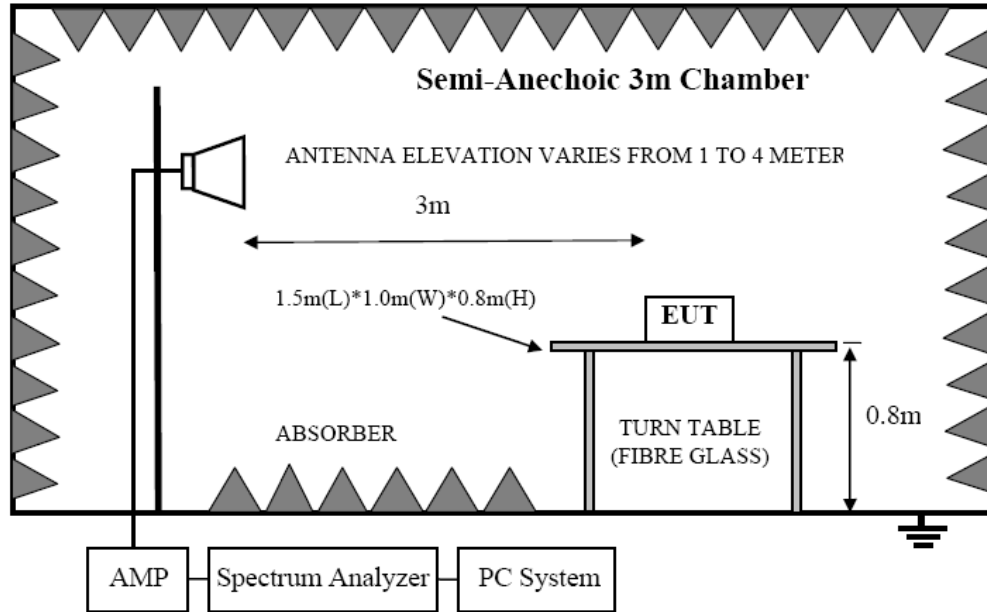 Semi-Anechoic 3m Chamber
ANTENNA ELEVATION VARIES FROM 1 TO 4 METER
3m
1.5m(L)*1.0m(W)*0.8m(H)
EUT
0.8m
ABSORBER
TURN TABLE
(FIBRE GLASS)
AMP
Spectrum Analyzer
PC System